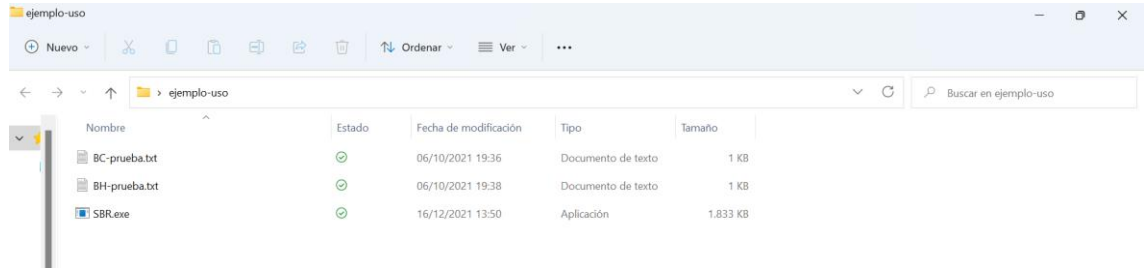 ejemplo-uso
Nuevo Ordenar Ver
ejemplo-uso Buscar en ejemplo-uso
Nombre Estado Fecha de modificación Tipo Tamaño
BC-prueba.txt 06/10/2021 19:36 Documento de texto 1 KB
BH-prueba.txt 06/10/2021 19:38 Documento de texto 1 KB
SBR.exe 16/12/2021 13:50 Aplicación 1.833 KB